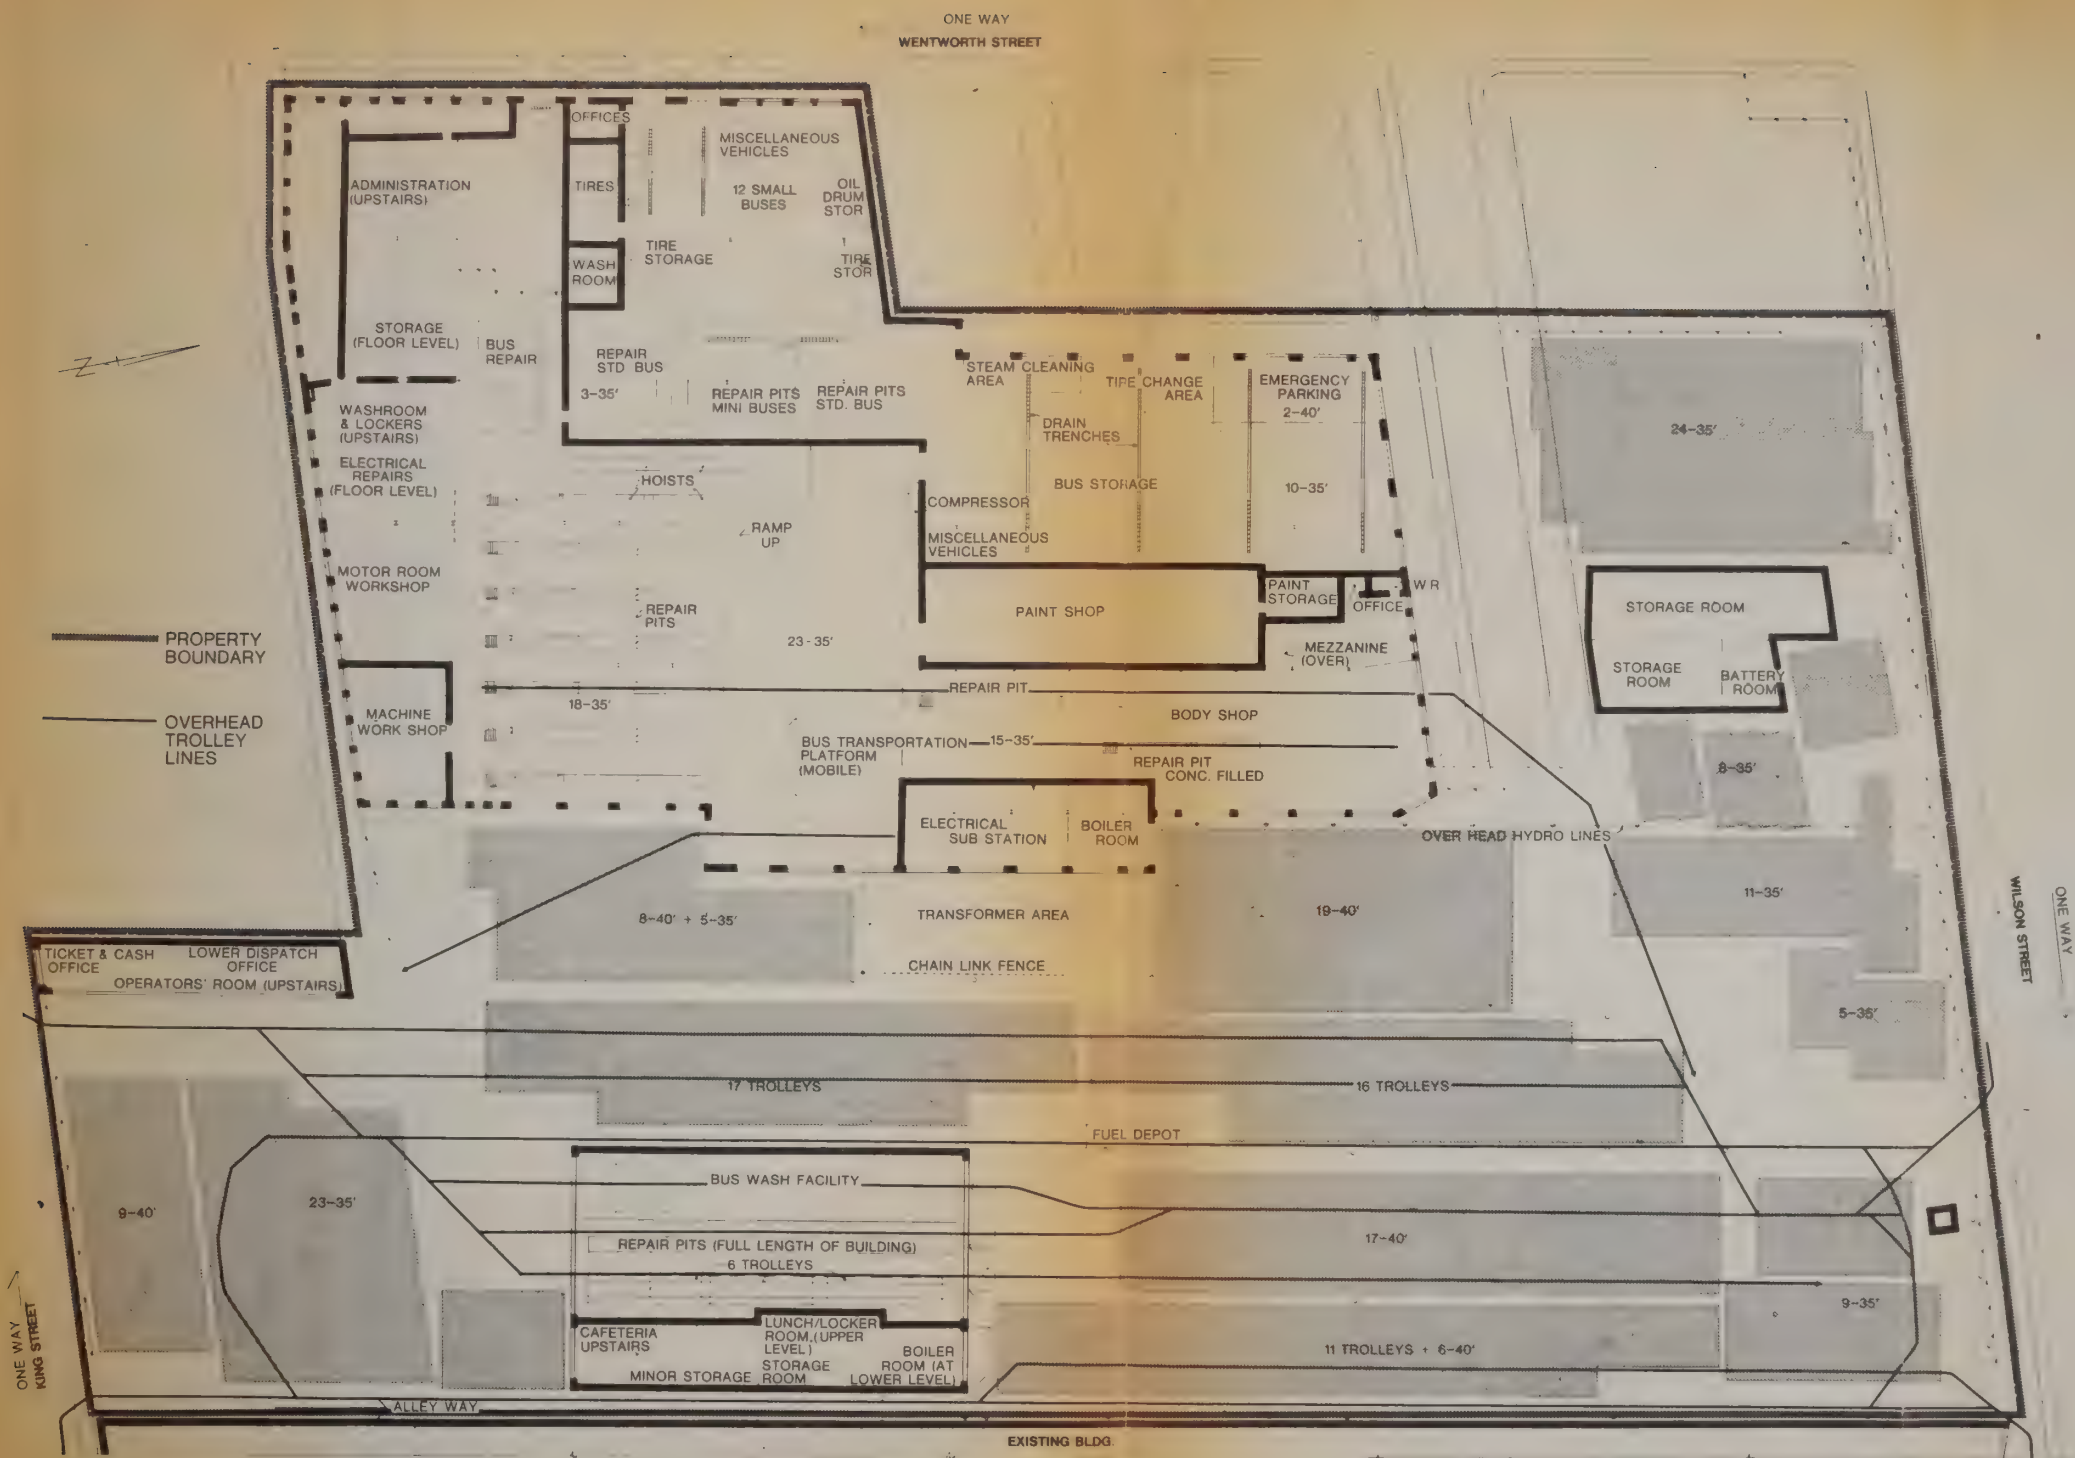 ONE WAY
WENTWORTH STREET
OFFICES
MISCELLANEOUS
VEHICLES
ADMINISTRATION
(UPSTAIRS)
TIRES
12 SMALL
BUSES
OIL
DRUM
STOR
TIRE
STORAGE
TIRE
STOR
WASH
ROOM
STORAGE
(FLOOR LEVEL)
BUS
REPAIR
REPAIR
STD BUS
3-35'
REPAIR PITS
MINI BUSES
REPAIR PITS
STD. BUS
STEAM CLEANING
AREA
TIRE CHANGE
AREA
EMERGENCY
PARKING
2-40'
DRAIN
TRENCHES
24-35'
WASHROOM
& LOCKERS
(UPSTAIRS)
ELECTRICAL
REPAIRS
(FLOOR LEVEL)
HOISTS
BUS STORAGE
10-35'
COMPRESSOR
RAMP
UP
MISCELLANEOUS
VEHICLES
MOTOR ROOM
WORKSHOP
REPAIR
PITS
23-35'
PAINT SHOP
PAINT
STORAGE
OFFICE
W R
STORAGE ROOM
MEZZANINE
(OVER)
STORAGE
ROOM
BATTERY
ROOM
PROPERTY
BOUNDARY
OVERHEAD
TROLLEY
LINES
MACHINE
WORK SHOP
18-35'
REPAIR PIT
BODY SHOP
BUS TRANSPORTATION
PLATFORM
(MOBILE)
15-35'
REPAIR PIT
CONC. FILLED
8-35'
ELECTRICAL
SUB STATION
BOILER
ROOM
OVER HEAD HYDRO LINES
8-40' + 5-35'
TRANSFORMER AREA
19-40'
11-35'
WILSON STREET
ONE WAY
TICKET & CASH
OFFICE
LOWER DISPATCH
OFFICE
OPERATORS' ROOM (UPSTAIRS)
CHAIN LINK FENCE
5-35'
17 TROLLEYS
16 TROLLEYS
FUEL DEPOT
BUS WASH FACILITY
9-40'
23-35'
REPAIR PITS (FULL LENGTH OF BUILDING)
6 TROLLEYS
17-40'
9-35'
ONE WAY
KING STREET
CAFETERIA
UPSTAIRS
LUNCH/LOCKER
ROOM,(UPPER
LEVEL)
MINOR STORAGE
STORAGE
ROOM
BOILER
ROOM (AT
LOWER LEVEL)
11 TROLLEYS + 6-40'
ALLEY WAY
EXISTING BLDG.